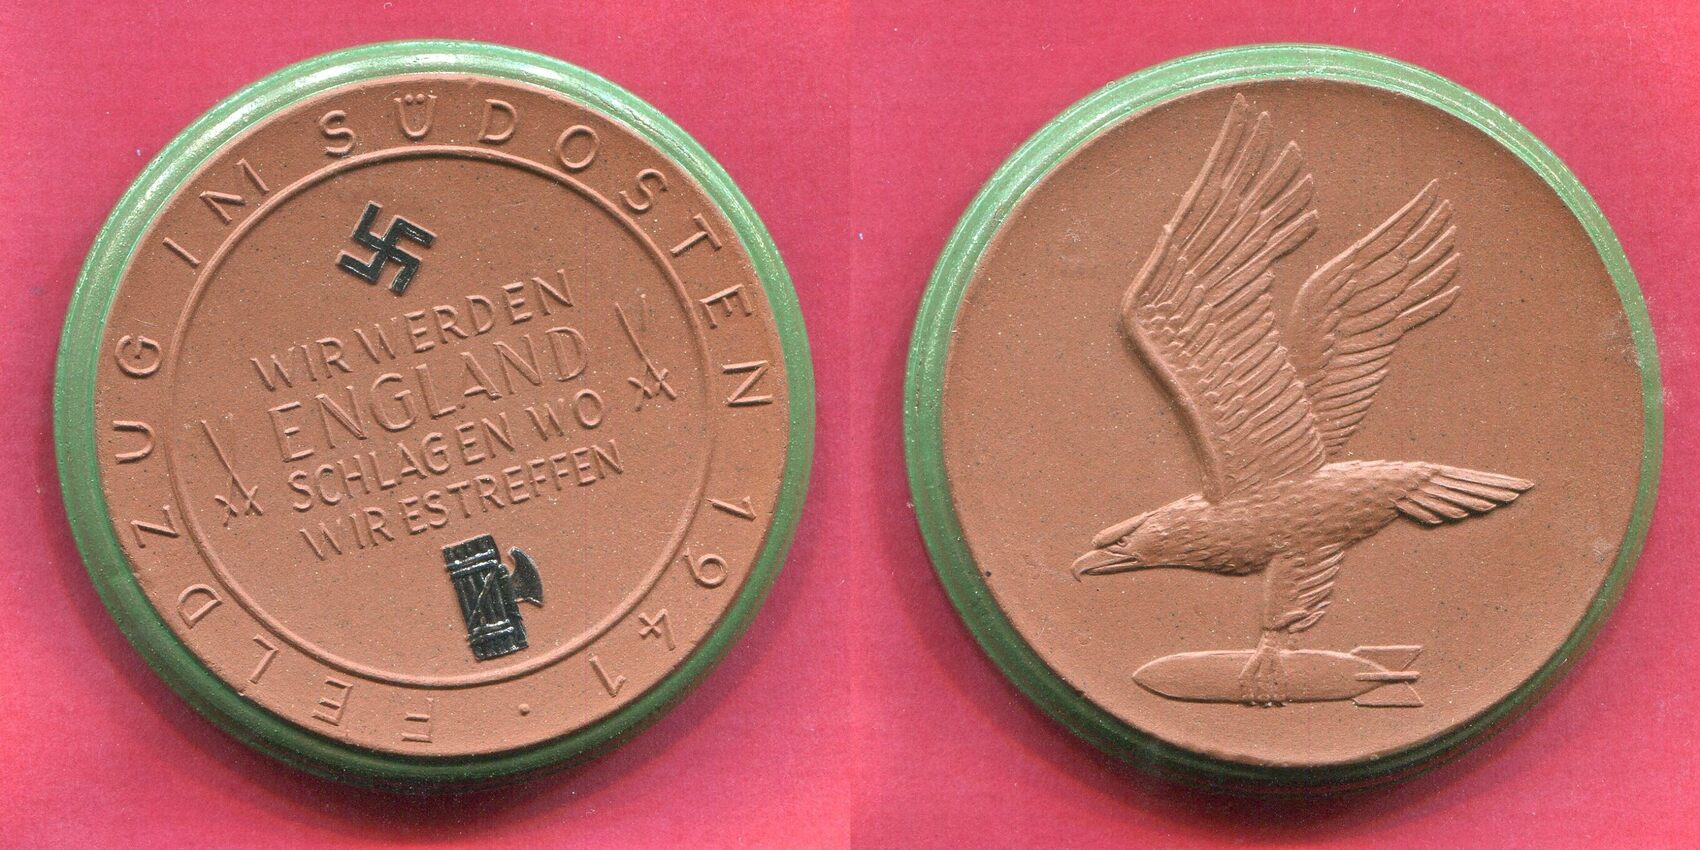 FELDZUG IM SÜDOSTEN 1941 ·
WIR WERDEN
ENGLAND
SCHLAGEN WO
WIR ES TREFFEN